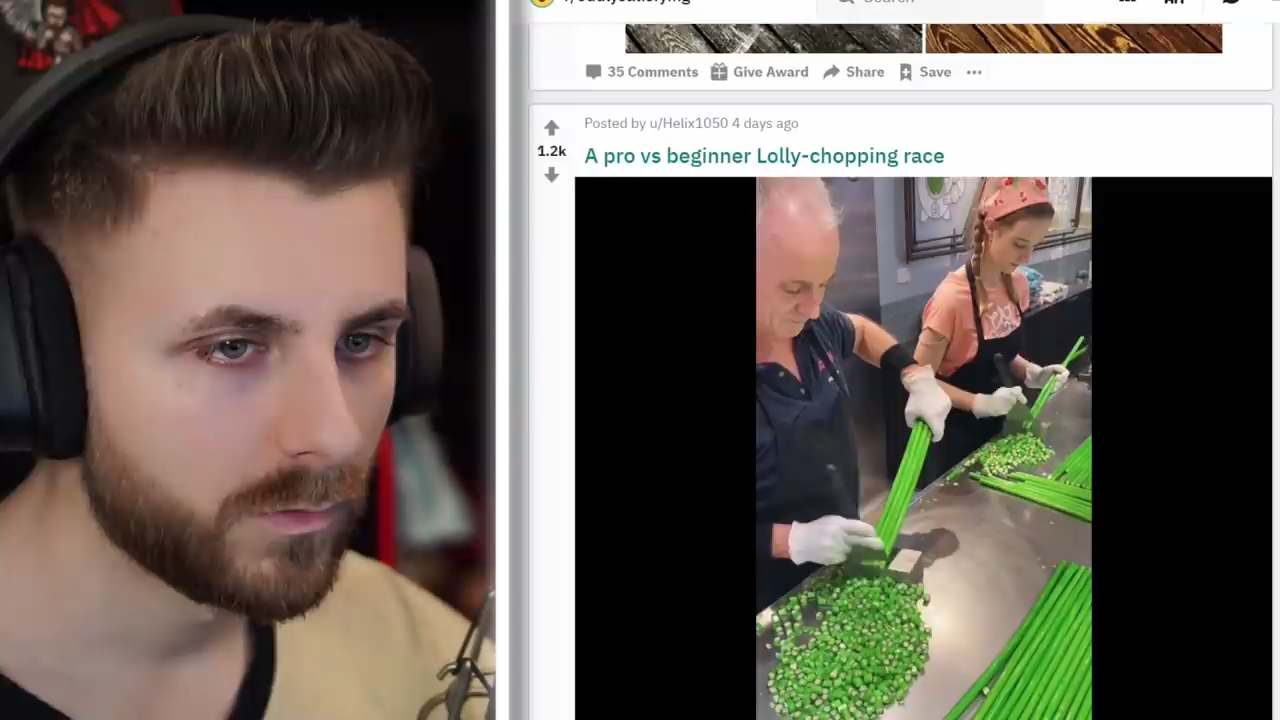 Search
35 Comments Give Award Share Save
Posted by u/Helix1050 4 days ago
1.2k
A pro vs beginner Lolly-chopping race